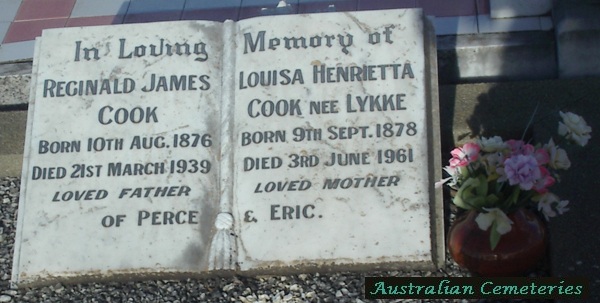 In Loving Memory of
REGINALD JAMES
COOK
BORN 10TH AUG. 1876
DIED 21ST MARCH 1939
LOVED FATHER
LOUISA HENRIETTA
COOK NEE LYKKE
BORN 9TH SEPT. 1878
DIED 3RD JUNE 1961
LOVED MOTHER
OF PERCE & ERIC.
Australian Cemeteries